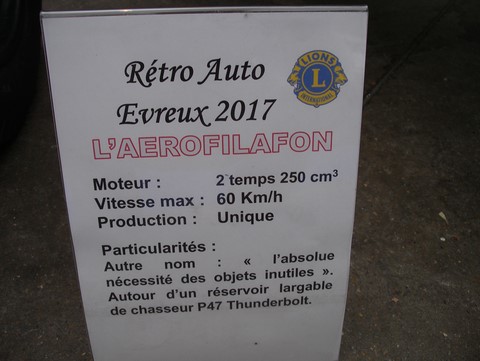 Rétro Auto
Evreux 2017
LIONS
L
INTERNATIONAL
L'AEROFILAFON
Moteur : 2 temps 250 cm³
Vitesse max : 60 Km/h
Production : Unique
Particularités :
Autre nom : « l'absolue
nécessité des objets inutiles ».
Autour d'un réservoir largable
de chasseur P47 Thunderbolt.